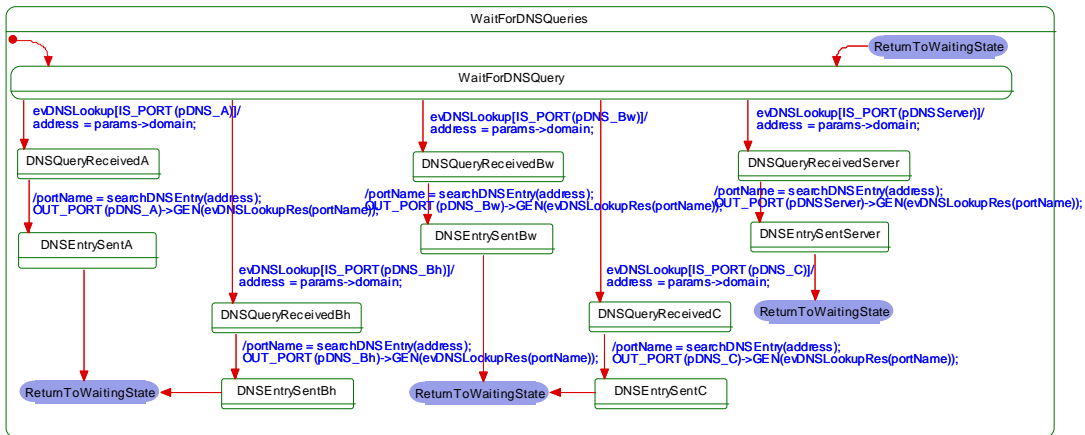 WaitForDNSQueries
ReturnToWaitingState
WaitForDNSQuery
evDNSLookup[IS_PORT(pDNS_A)]/
address = params->domain;
evDNSLookup[IS_PORT(pDNS_Bw)]/
address = params->domain;
evDNSLookup[IS_PORT(pDNSServer)]/
address = params->domain;
DNSQueryReceivedA
DNSQueryReceivedBw
DNSQueryReceivedServer
/portName = searchDNSEntry(address);
OUT_PORT(pDNS_A)->GEN(evDNSLookupRes(portName));
/portName = searchDNSEntry(address);
OUT_PORT(pDNS_Bw)->GEN(evDNSLookupRes(portName));
/portName = searchDNSEntry(address);
OUT_PORT(pDNSServer)->GEN(evDNSLookupRes(portName));
DNSEntrySentA
DNSEntrySentBw
DNSEntrySentServer
evDNSLookup[IS_PORT(pDNS_Bh)]/
address = params->domain;
evDNSLookup[IS_PORT(pDNS_C)]/
address = params->domain;
DNSQueryReceivedBh
DNSQueryReceivedC
ReturnToWaitingState
/portName = searchDNSEntry(address);
OUT_PORT(pDNS_Bh)->GEN(evDNSLookupRes(portName));
/portName = searchDNSEntry(address);
OUT_PORT(pDNS_C)->GEN(evDNSLookupRes(portName));
ReturnToWaitingState
DNSEntrySentBh
ReturnToWaitingState
DNSEntrySentC